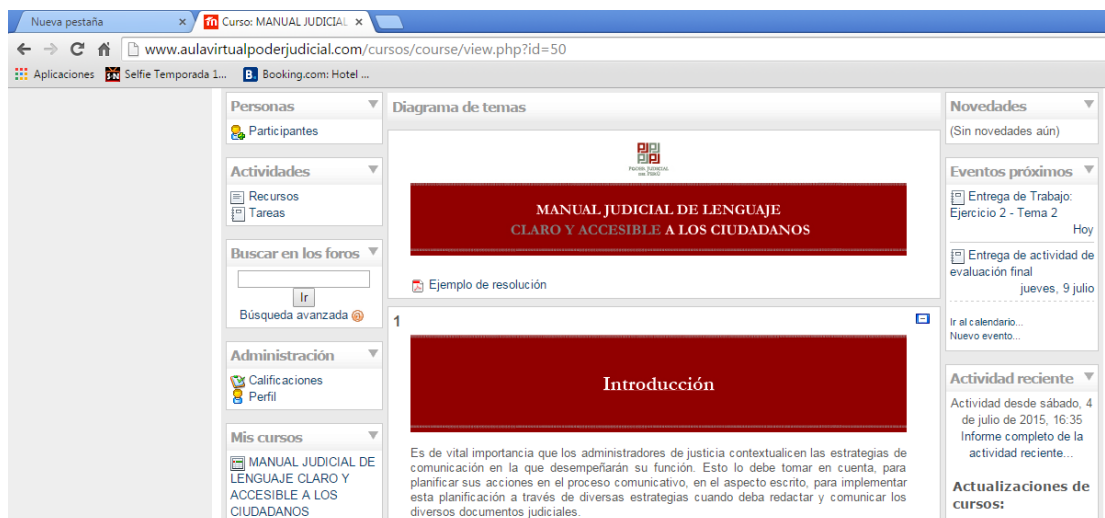 Nueva pestaña
Curso: MANUAL JUDICIAL
www.aulavirtualpoderjudicial.com/cursos/course/view.php?id=50
Aplicaciones
Selfie Temporada 1...
Booking.com: Hotel ...
Personas
Participantes
Actividades
Recursos
Tareas
Buscar en los foros
Ir
Búsqueda avanzada
Administración
Calificaciones
Perfil
Mis cursos
MANUAL JUDICIAL DE
LENGUAJE CLARO Y
ACCESIBLE A LOS
CIUDADANOS
Diagrama de temas
PODER JUDICIAL
DEL PERÚ
MANUAL JUDICIAL DE LENGUAJE
CLARO Y ACCESIBLE A LOS CIUDADANOS
Ejemplo de resolución
1
Introducción
Es de vital importancia que los administradores de justicia contextualicen las estrategias de
comunicación en la que desempeñarán su función. Esto lo debe tomar en cuenta, para
planificar sus acciones en el proceso comunicativo, en el aspecto escrito, para implementar
esta planificación a través de diversas estrategias cuando deba redactar y comunicar los
diversos documentos judiciales.
Novedades
(Sin novedades aún)
Eventos próximos
Entrega de Trabajo:
Ejercicio 2 - Tema 2
Hoy
Entrega de actividad de
evaluación final
jueves, 9 julio
Ir al calendario...
Nuevo evento...
Actividad reciente
Actividad desde sábado, 4
de julio de 2015, 16:35
Informe completo de la
actividad reciente...
Actualizaciones de
cursos: